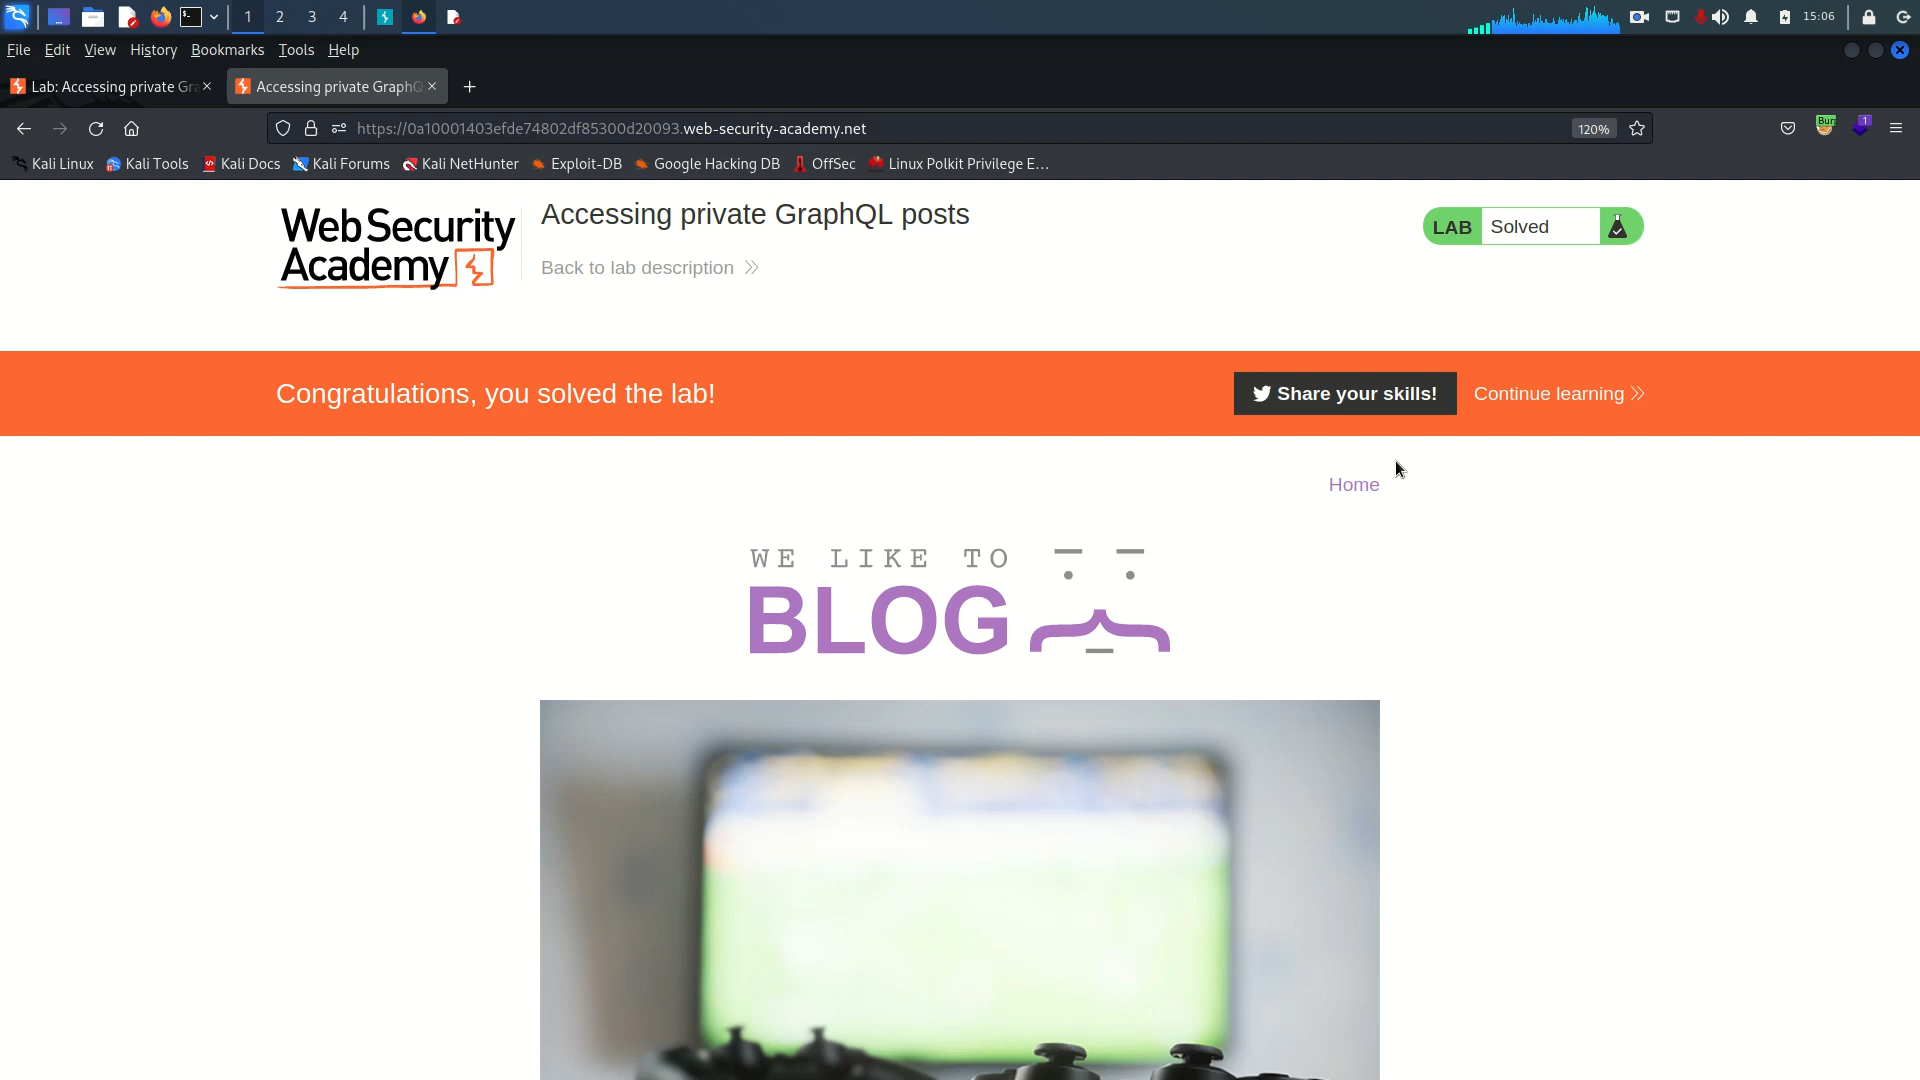 1 2 3 4
15:06
File Edit View History Bookmarks Tools Help
Lab: Accessing private Gra
Accessing private GraphQ
https://0a10001403efde74802df85300d20093.web-security-academy.net
120%
Bur
1
Kali Linux Kali Tools Kali Docs Kali Forums Kali NetHunter Exploit-DB Google Hacking DB OffSec Linux Polkit Privilege E...
Web Security
Academy
Accessing private GraphQL posts
Back to lab description
LAB Solved
Congratulations, you solved the lab!
Share your skills!
Continue learning
Home
WE LIKE TO
BLOG